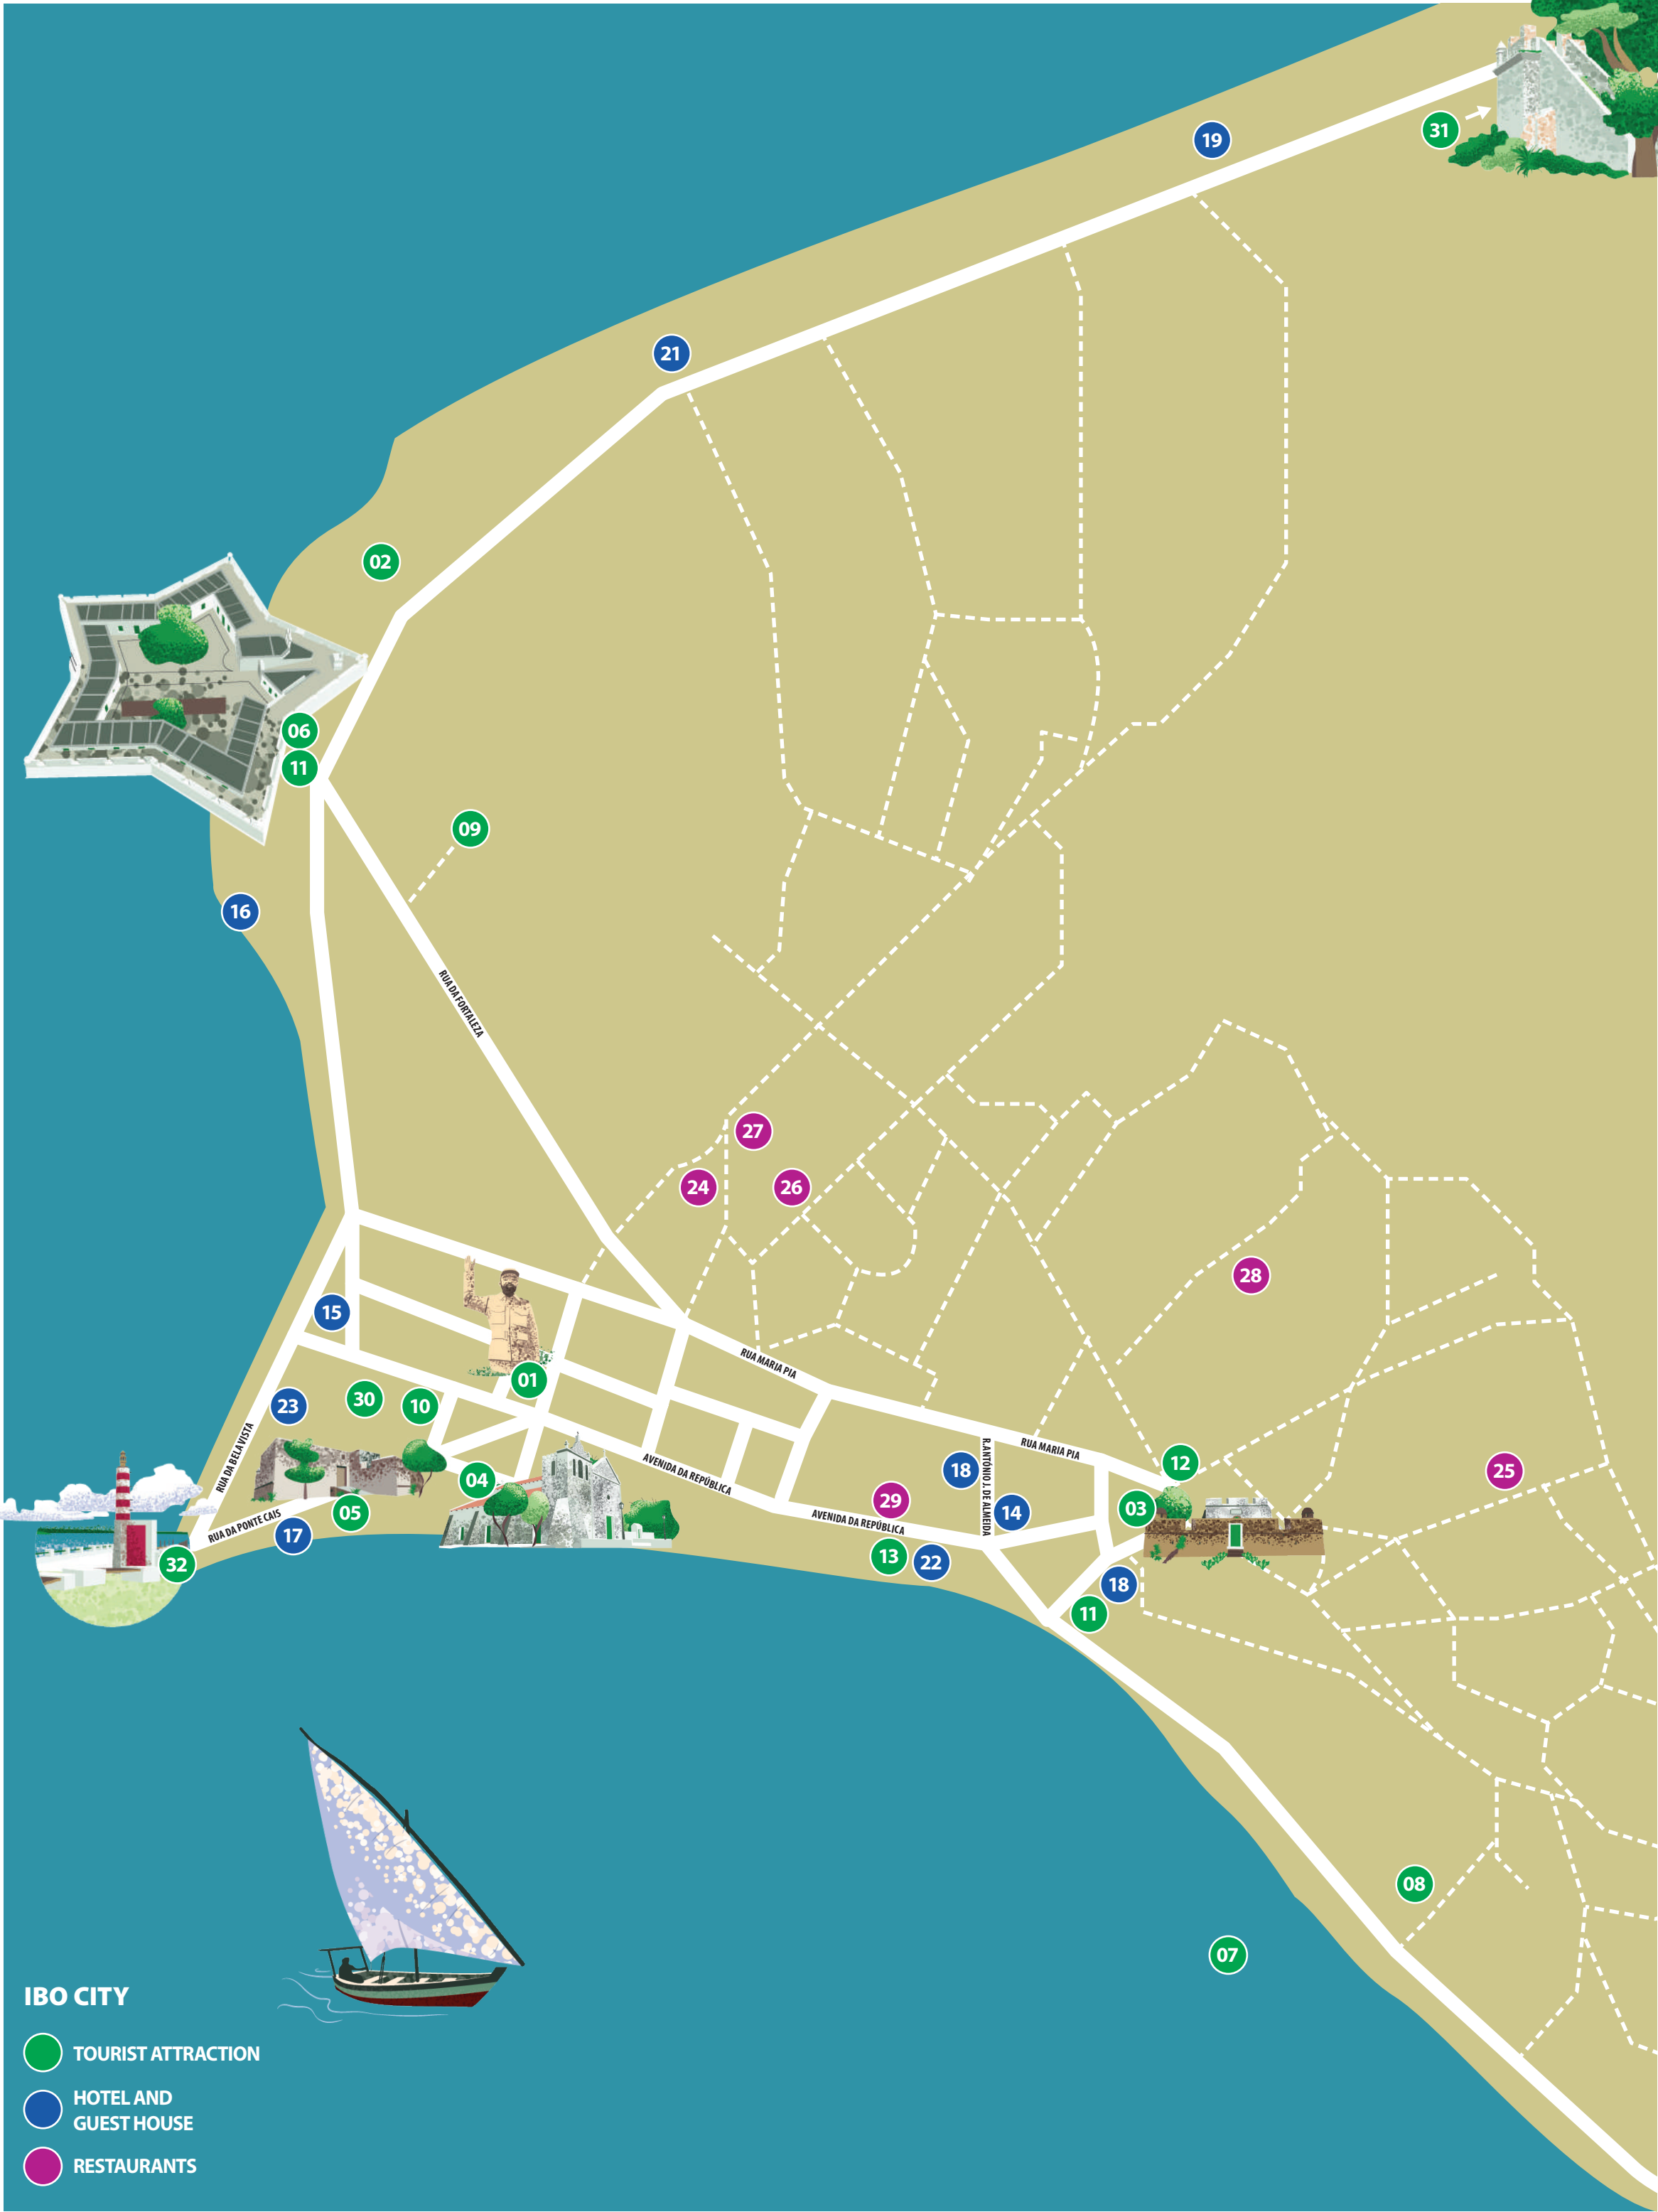 19
31
21
02
06
11
09
16
RUA DA FORTALEZA
27
24
26
28
15
RUA MARIA PIA
01
23
30
10
RUA DA BELAVISTA
AVENIDA DA REPÚBLICA
RUA MARIA PIA
R.ANTÓNIO J. DE ALMEIDA
12
18
25
04
29
03
05
14
RUA DA PONTE CAIS
AVENIDA DA REPÚBLICA
17
32
13
22
18
11
08
07
IBO CITY
TOURIST ATTRACTION
HOTEL AND
GUEST HOUSE
RESTAURANTS